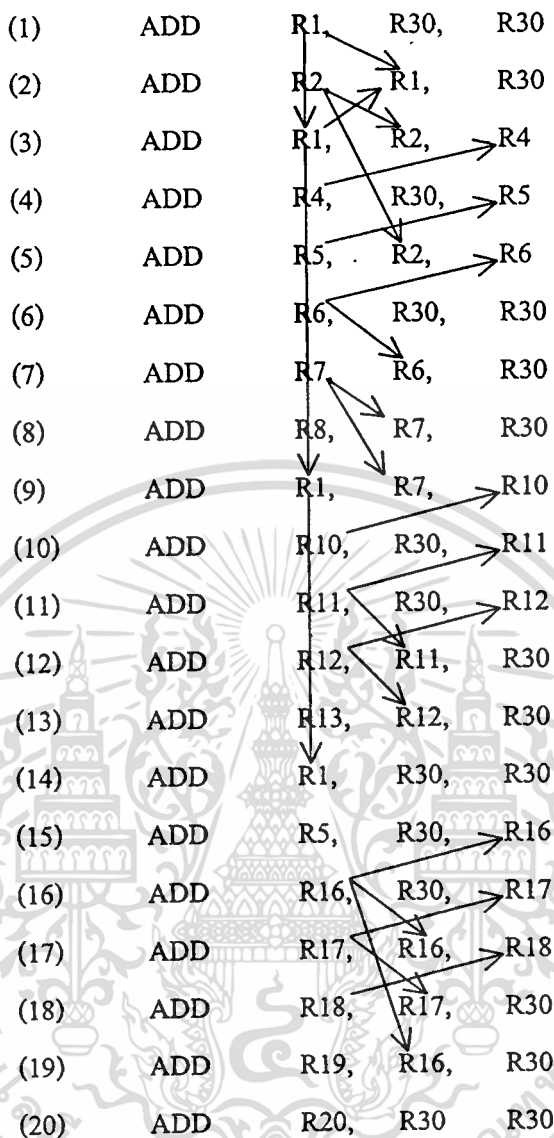 (1) ADD R1, R30, R30
(2) ADD R2, R1, R30
(3) ADD R1, R2, R4
(4) ADD R4, R30, R5
(5) ADD R5, R2, R6
(6) ADD R6, R30, R30
(7) ADD R7, R6, R30
(8) ADD R8, R7, R30
(9) ADD R1, R7, R10
(10) ADD R10, R30, R11
(11) ADD R11, R30, R12
(12) ADD R12, R11, R30
(13) ADD R13, R12, R30
(14) ADD R1, R30, R30
(15) ADD R5, R30, R16
(16) ADD R16, R30, R17
(17) ADD R17, R16, R18
(18) ADD R18, R17, R30
(19) ADD R19, R16, R30
(20) ADD R20, R30 R30